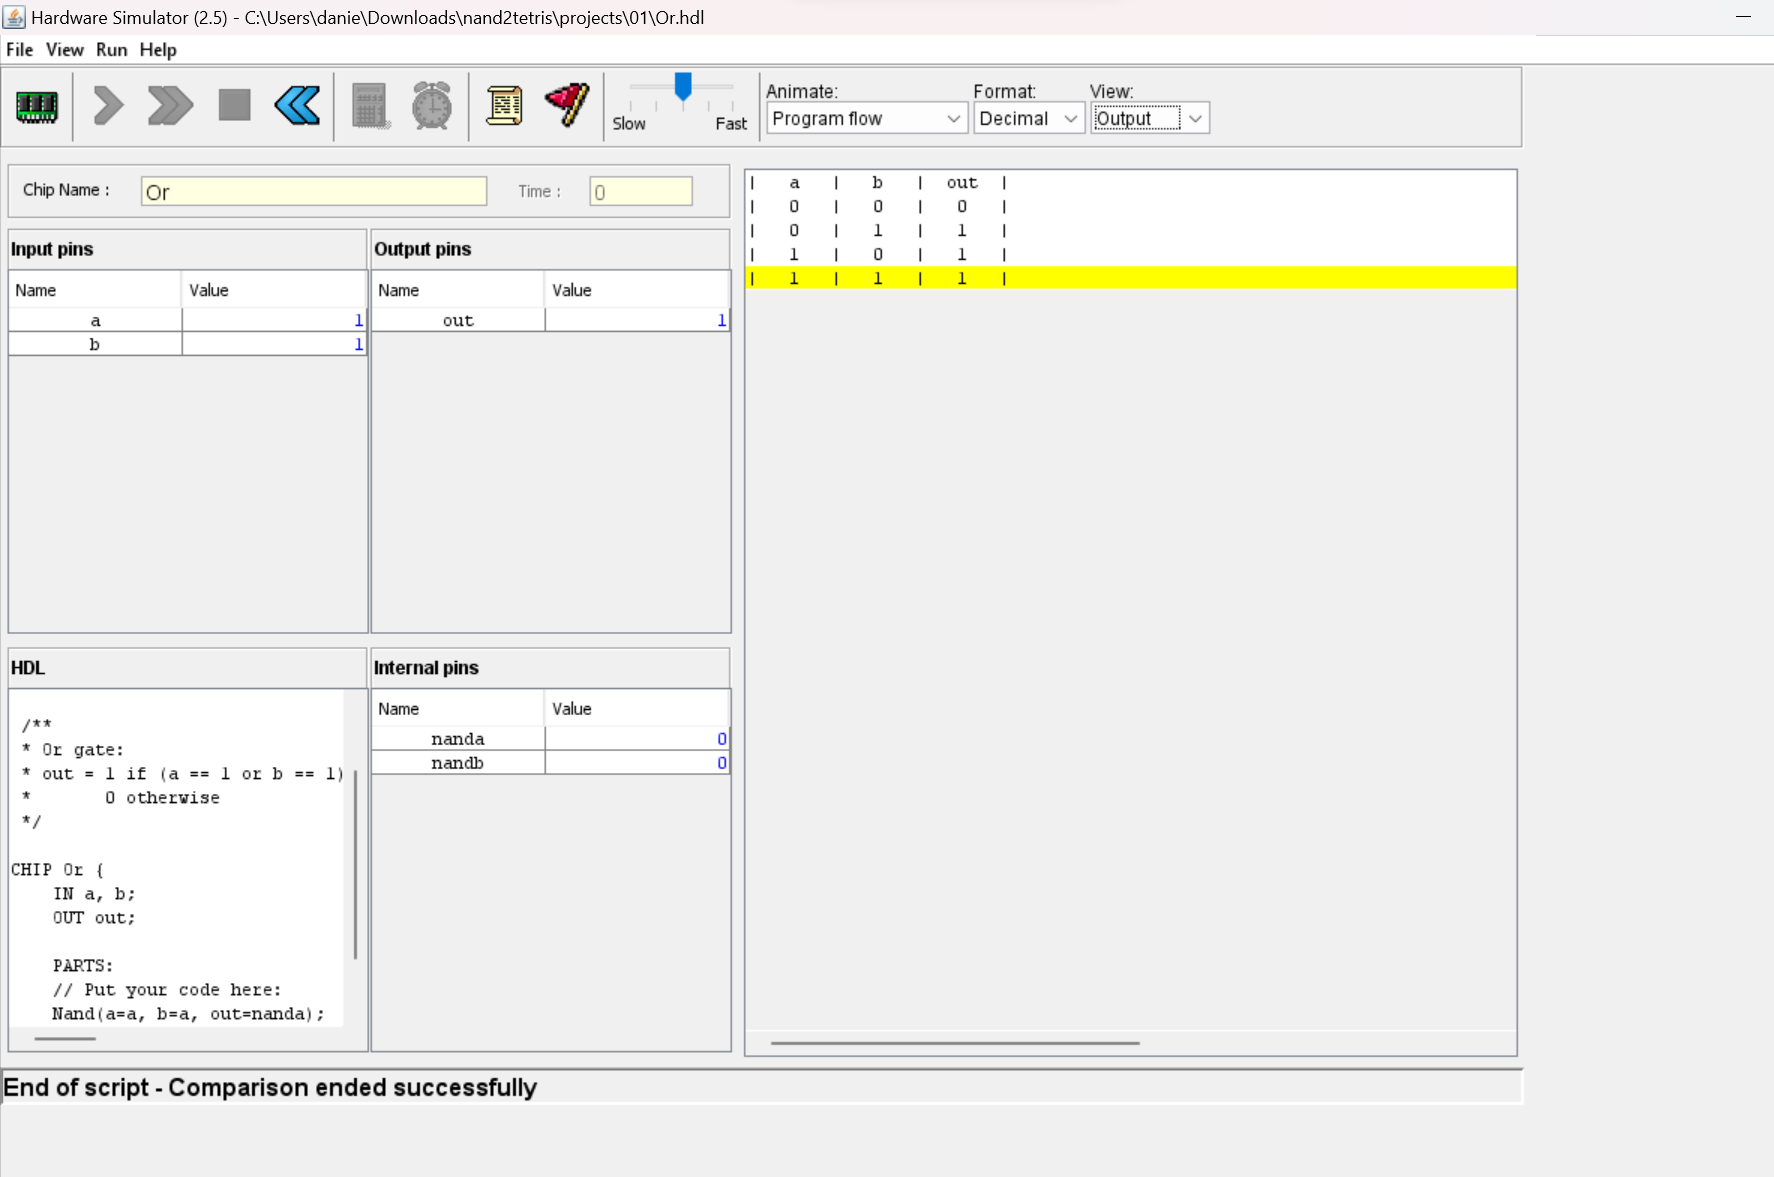 Hardware Simulator (2.5) - C:\Users\danie\Downloads\nand2tetris\projects\01\Or.hdl
File View Run Help
Slow Fast
Animate: Format: View:
Program flow Decimal Output
Chip Name : Or Time : 0
Input pins
Name Value
a 1
b 1
Output pins
Name Value
out 1
| a | b | out |
| 0 | 0 | 0 |
| 0 | 1 | 1 |
| 1 | 0 | 1 |
| 1 | 1 | 1 |
HDL
/**
* Or gate:
* out = 1 if (a == 1 or b == 1)
* 0 otherwise
*/
CHIP Or {
IN a, b;
OUT out;
PARTS:
// Put your code here:
Nand(a=a, b=a, out=nanda);
Internal pins
Name Value
nanda 0
nandb 0
End of script - Comparison ended successfully